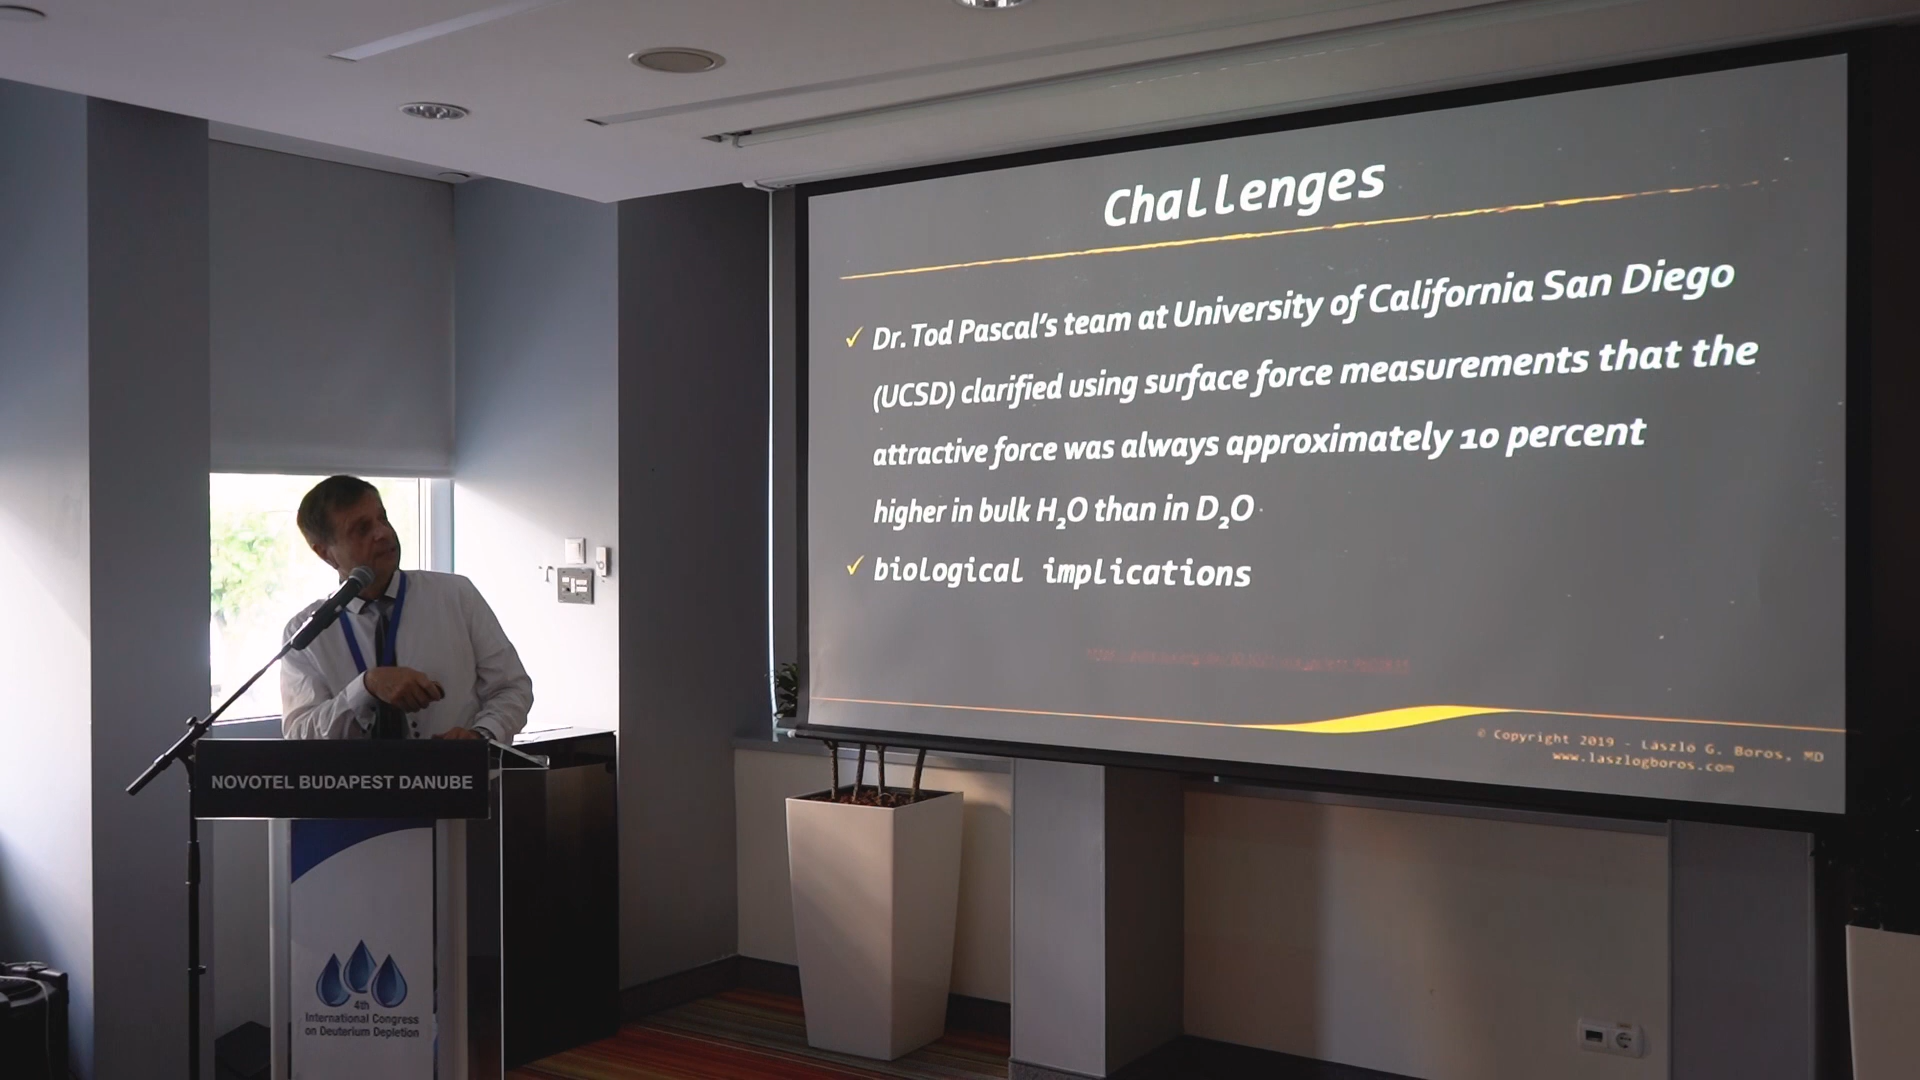 Challenges
✓ Dr. Tod Pascal's team at University of California San Diego
(UCSD) clarified using surface force measurements that the
attractive force was always approximately 10 percent
higher in bulk H₂O than in D₂O
✓ biological implications
© Copyright 2019 - László G. Boros, MD
www.laszlogboros.com
NOVOTEL BUDAPEST DANUBE
4th
International Congress
on Deuterium Depletion